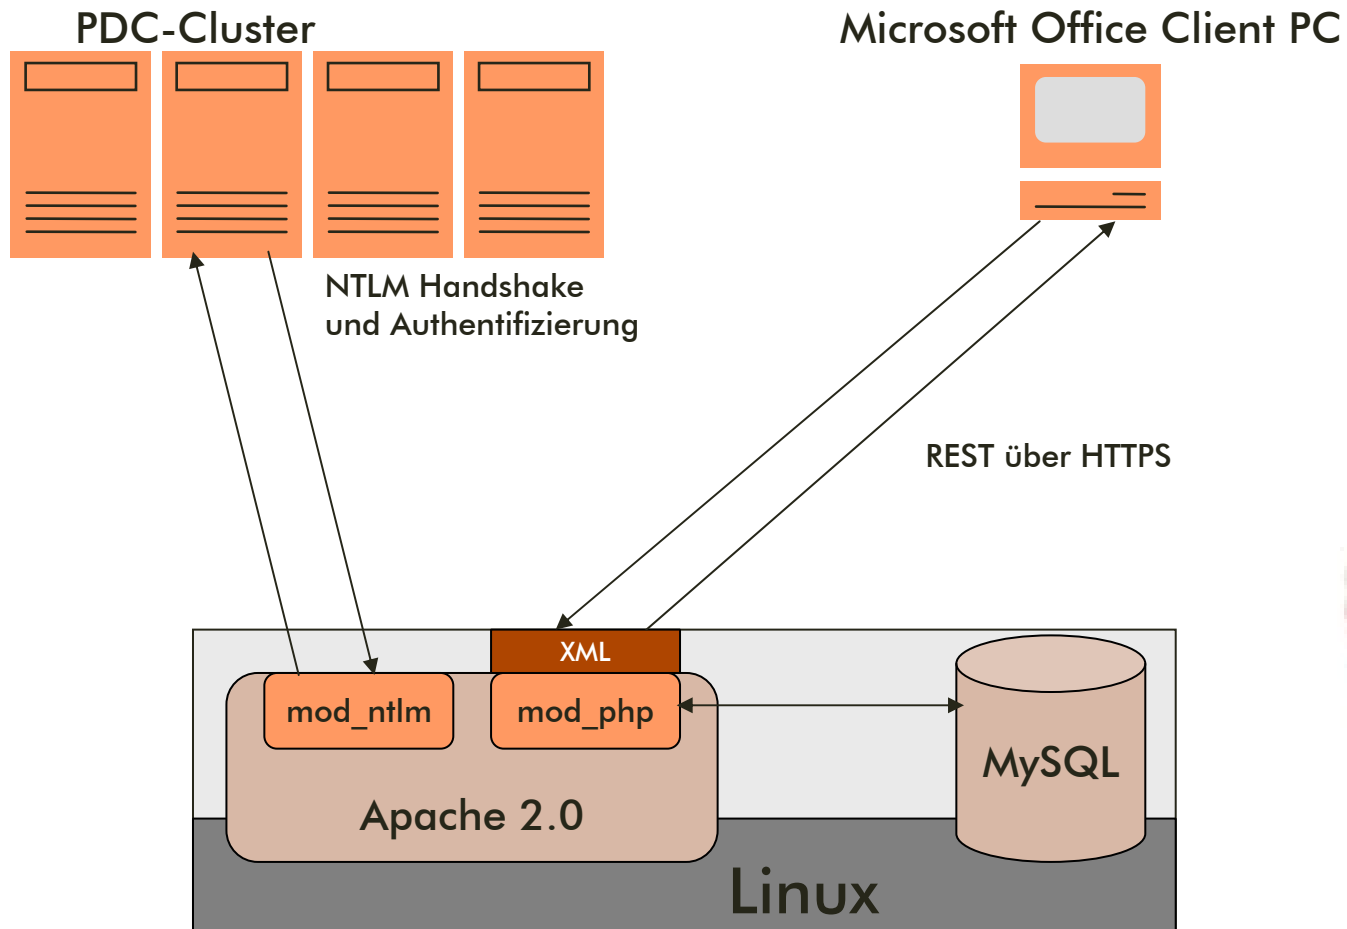 PDC-Cluster
Microsoft Office Client PC
NTLM Handshake
und Authentifizierung
REST über HTTPS
XML
mod_ntlm
mod_php
MySQL
Apache 2.0
Linux